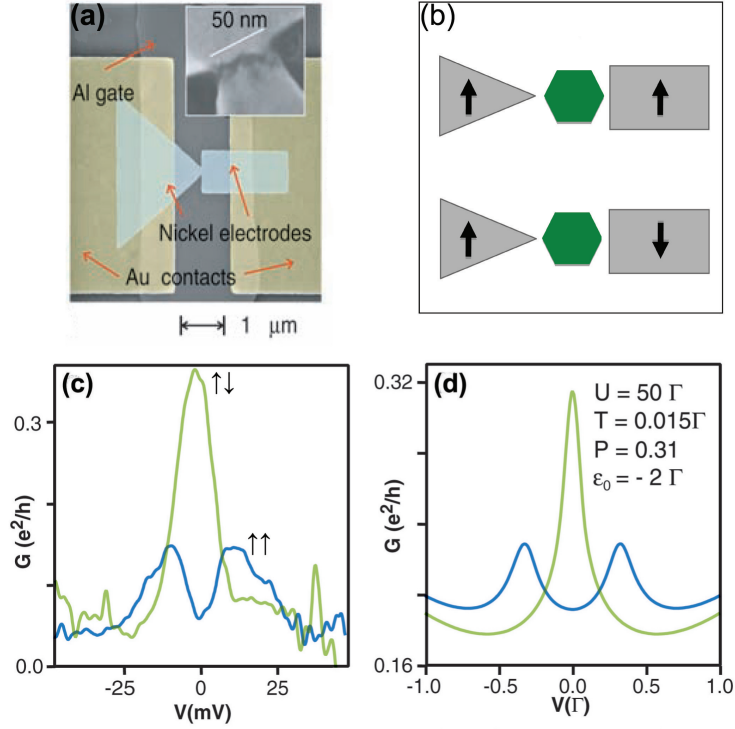 (a)
50 nm
Al gate
Nickel electrodes
Au contacts
1 μm
(b)
(c)
↑↓
↑↑
0.3
0.0
G (e²/h)
-25
0
25
V(mV)
(d)
0.32
0.16
G (e²/h)
U = 50 Γ
T = 0.015Γ
P = 0.31
ε₀ = - 2 Γ
-1.0
-0.5
0.0
0.5
1.0
V(Γ)